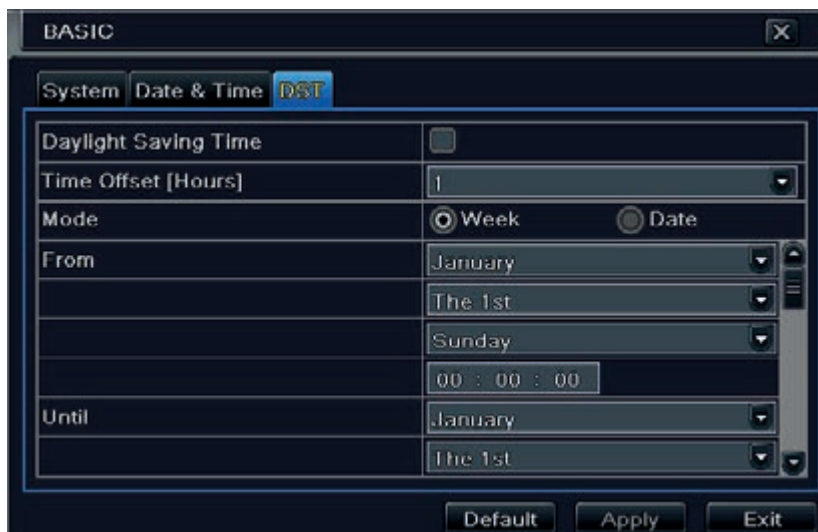 BASIC
System Date & Time DST
Daylight Saving Time
Time Offset [Hours] 1
Mode Week Date
From January
The 1st
Sunday
00 : 00 : 00
Until January
The 1st
Default Apply Exit